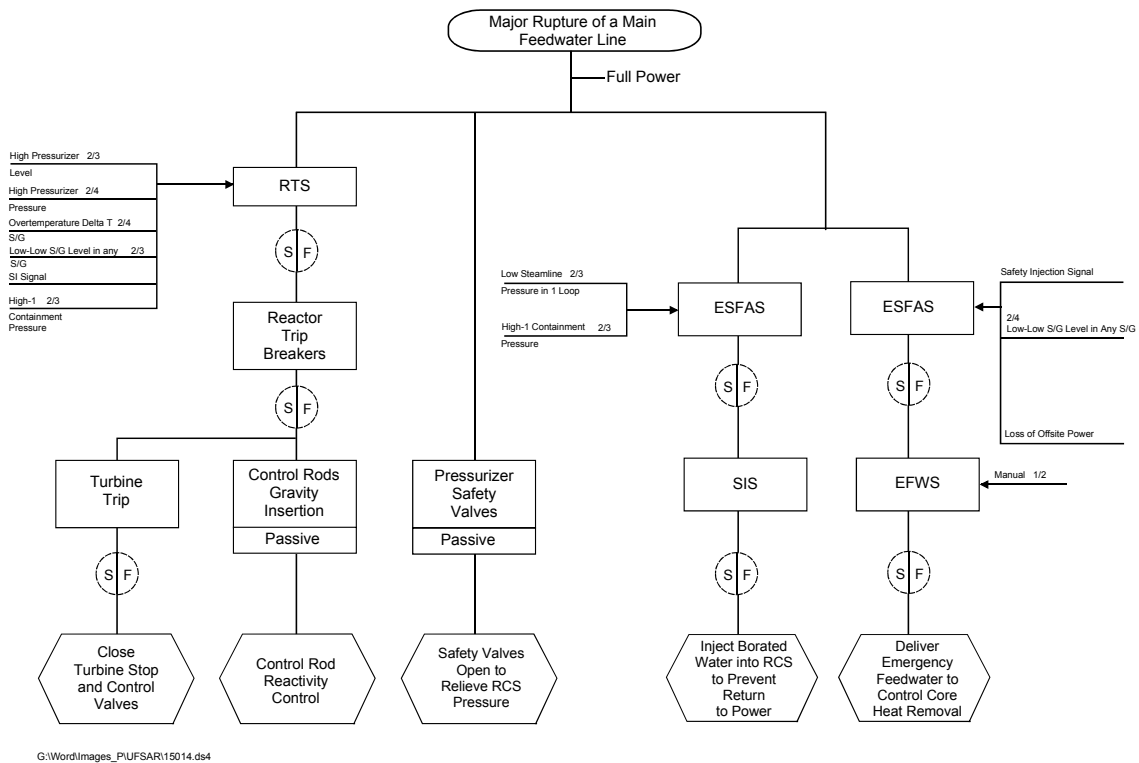 Major Rupture of a Main
Feedwater Line
Full Power
High Pressurizer 2/3
Level
High Pressurizer 2/4
Pressure
Overtemperature Delta T 2/4
S/G
Low-Low S/G Level in any 2/3
S/G
SI Signal
High-1 2/3
Containment
Pressure
RTS
S F
Reactor
Trip
Breakers
S F
Turbine
Trip
S F
Close
Turbine Stop
and Control
Valves
Control Rods
Gravity
Insertion
Passive
Control Rod
Reactivity
Control
Pressurizer
Safety
Valves
Passive
Safety Valves
Open to
Relieve RCS
Pressure
Low Steamline 2/3
Pressure in 1 Loop
High-1 Containment 2/3
Pressure
ESFAS
S F
SIS
S F
Inject Borated
Water into RCS
to Prevent
Return
to Power
Safety Injection Signal
2/4
Low-Low S/G Level in Any S/G
Loss of Offsite Power
ESFAS
S F
EFWS
Manual 1/2
S F
Deliver
Emergency
Feedwater to
Control Core
Heat Removal
G:\Word\Images_P\UFSAR\15014.ds4